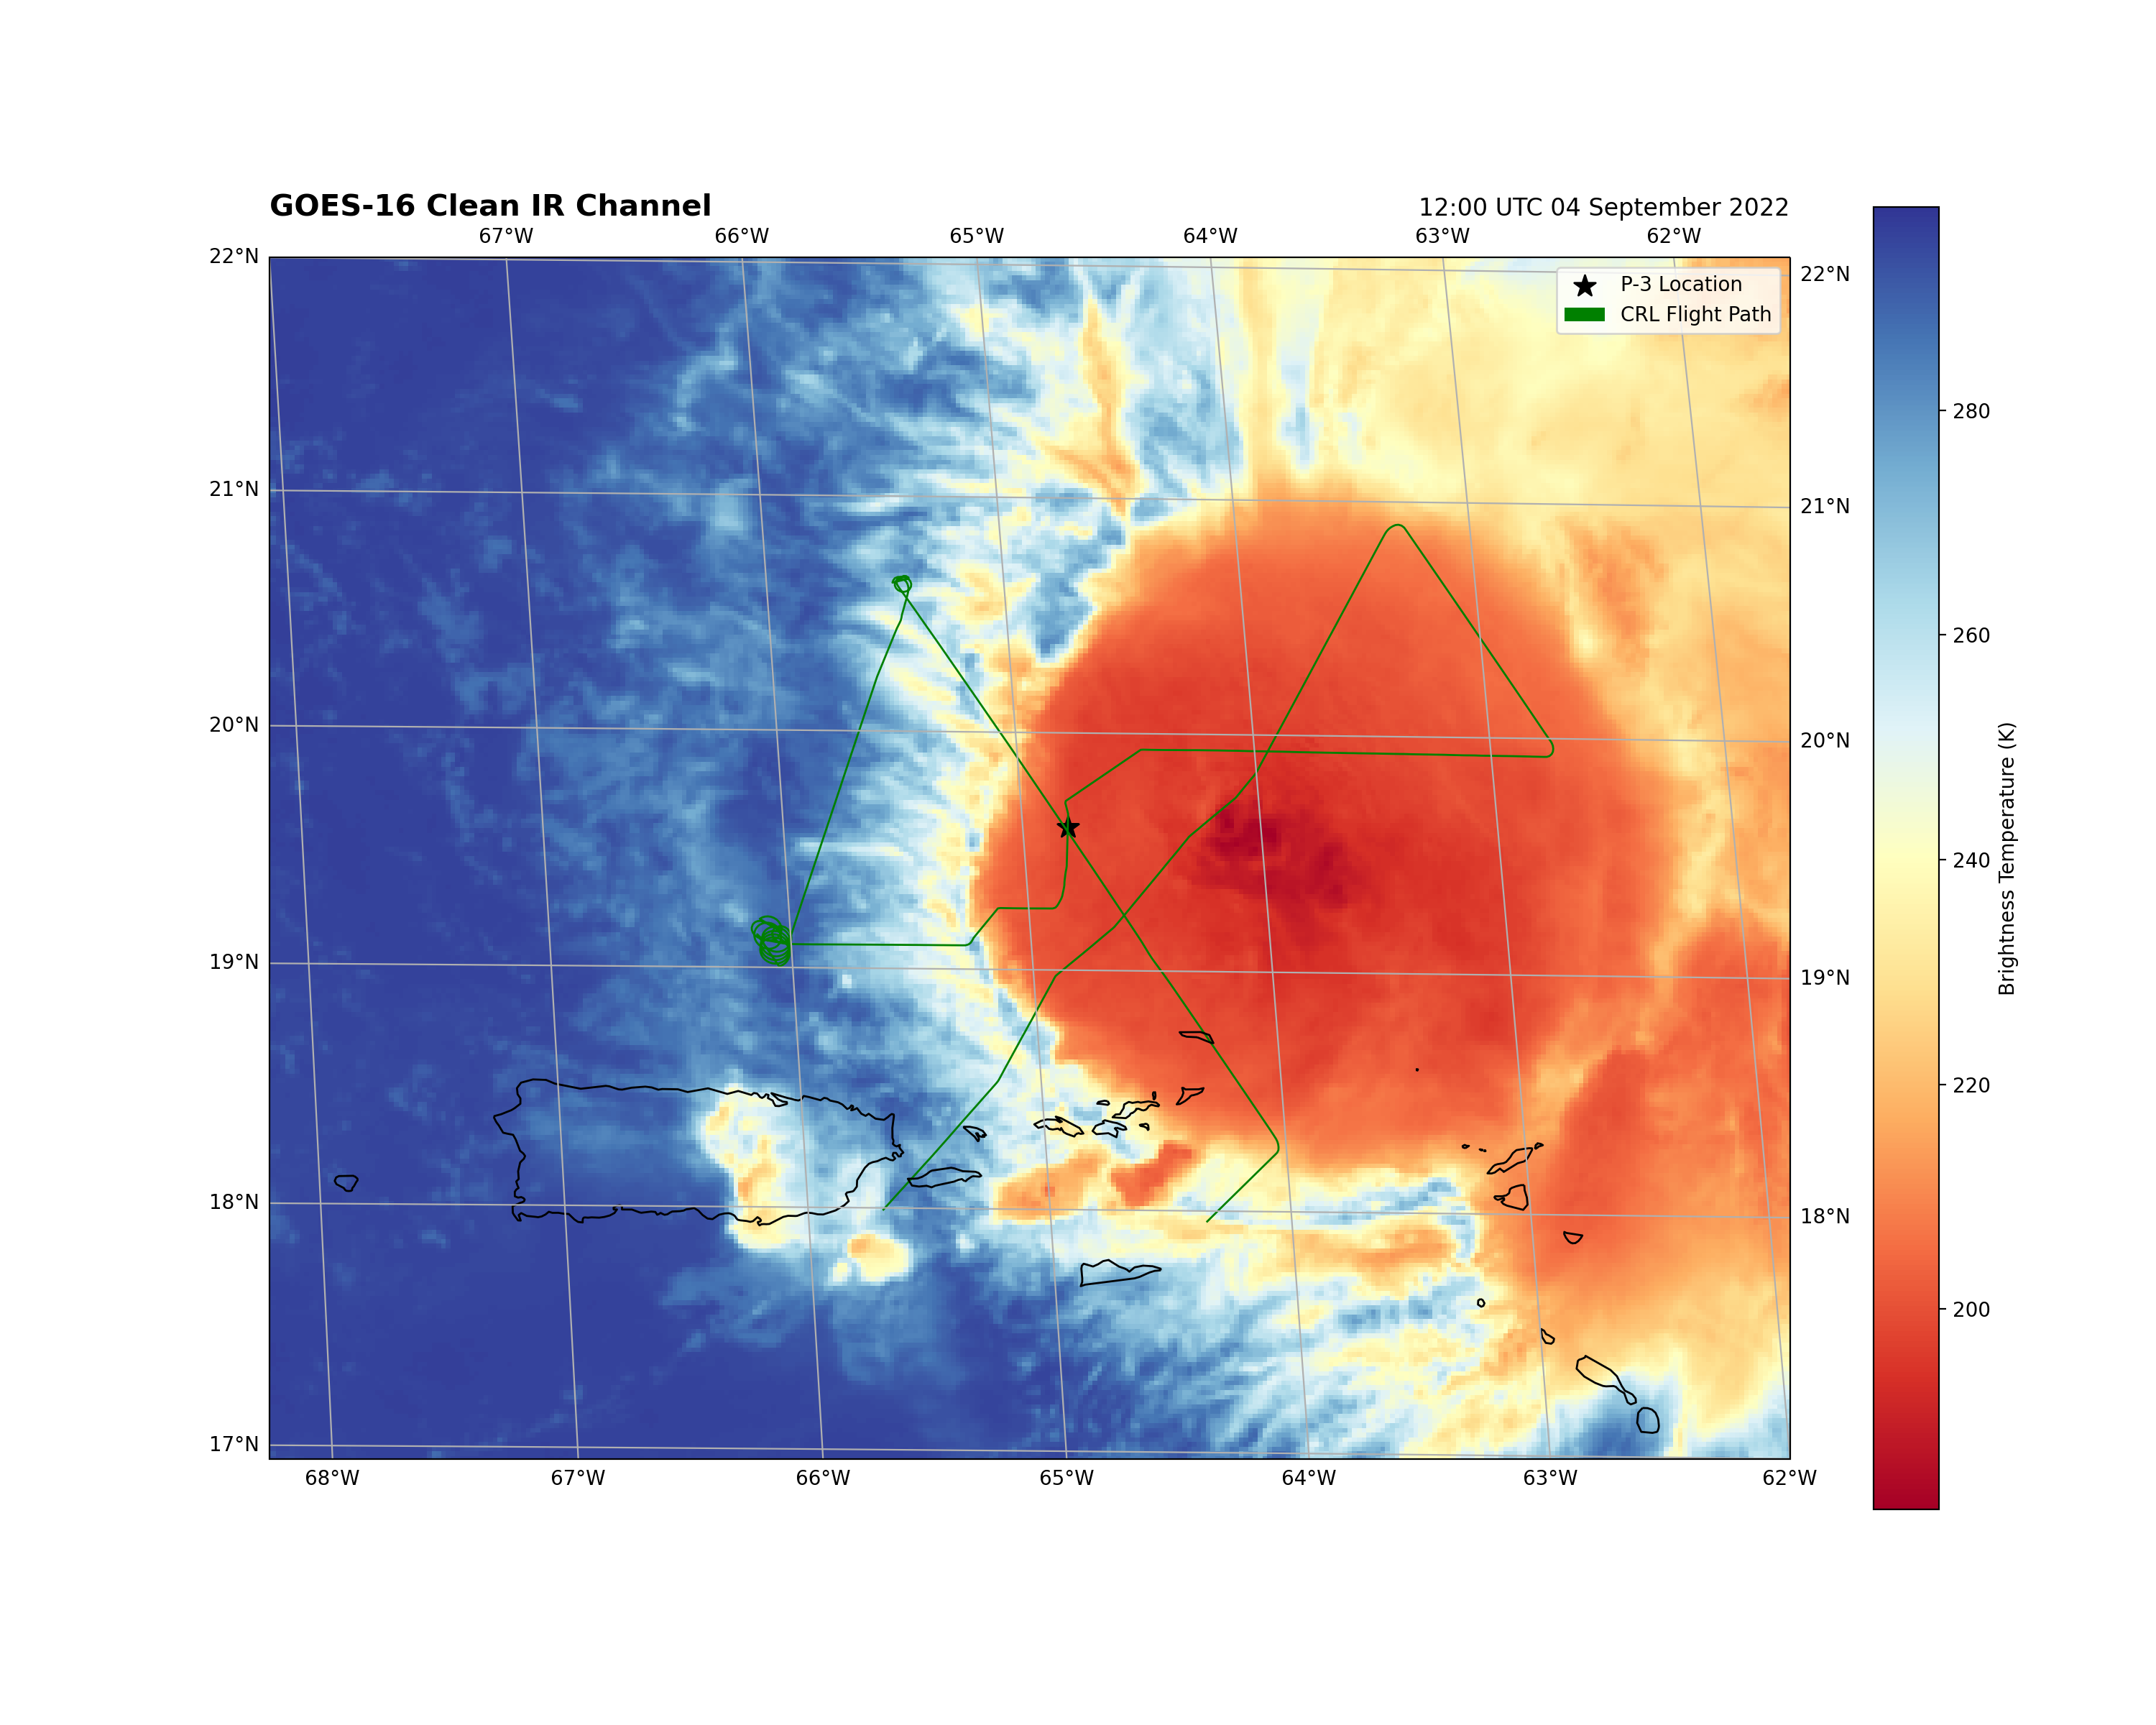 GOES-16 Clean IR Channel
12:00 UTC 04 September 2022
67°W 66°W 65°W 64°W 63°W 62°W
22°N
22°N
P-3 Location
CRL Flight Path
280
21°N
21°N
260
20°N
20°N
240
Brightness Temperature (K)
19°N
19°N
220
18°N
18°N
200
17°N
68°W 67°W 66°W 65°W 64°W 63°W 62°W